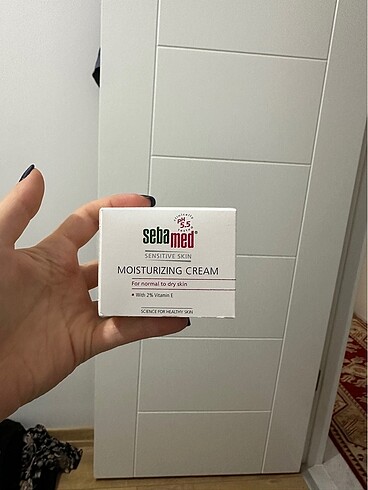 pH
5.5
sebamed®
SENSITIVE SKIN
MOISTURIZING CREAM
For normal to dry skin
• With 2% Vitamin E
SCIENCE FOR HEALTHY SKIN